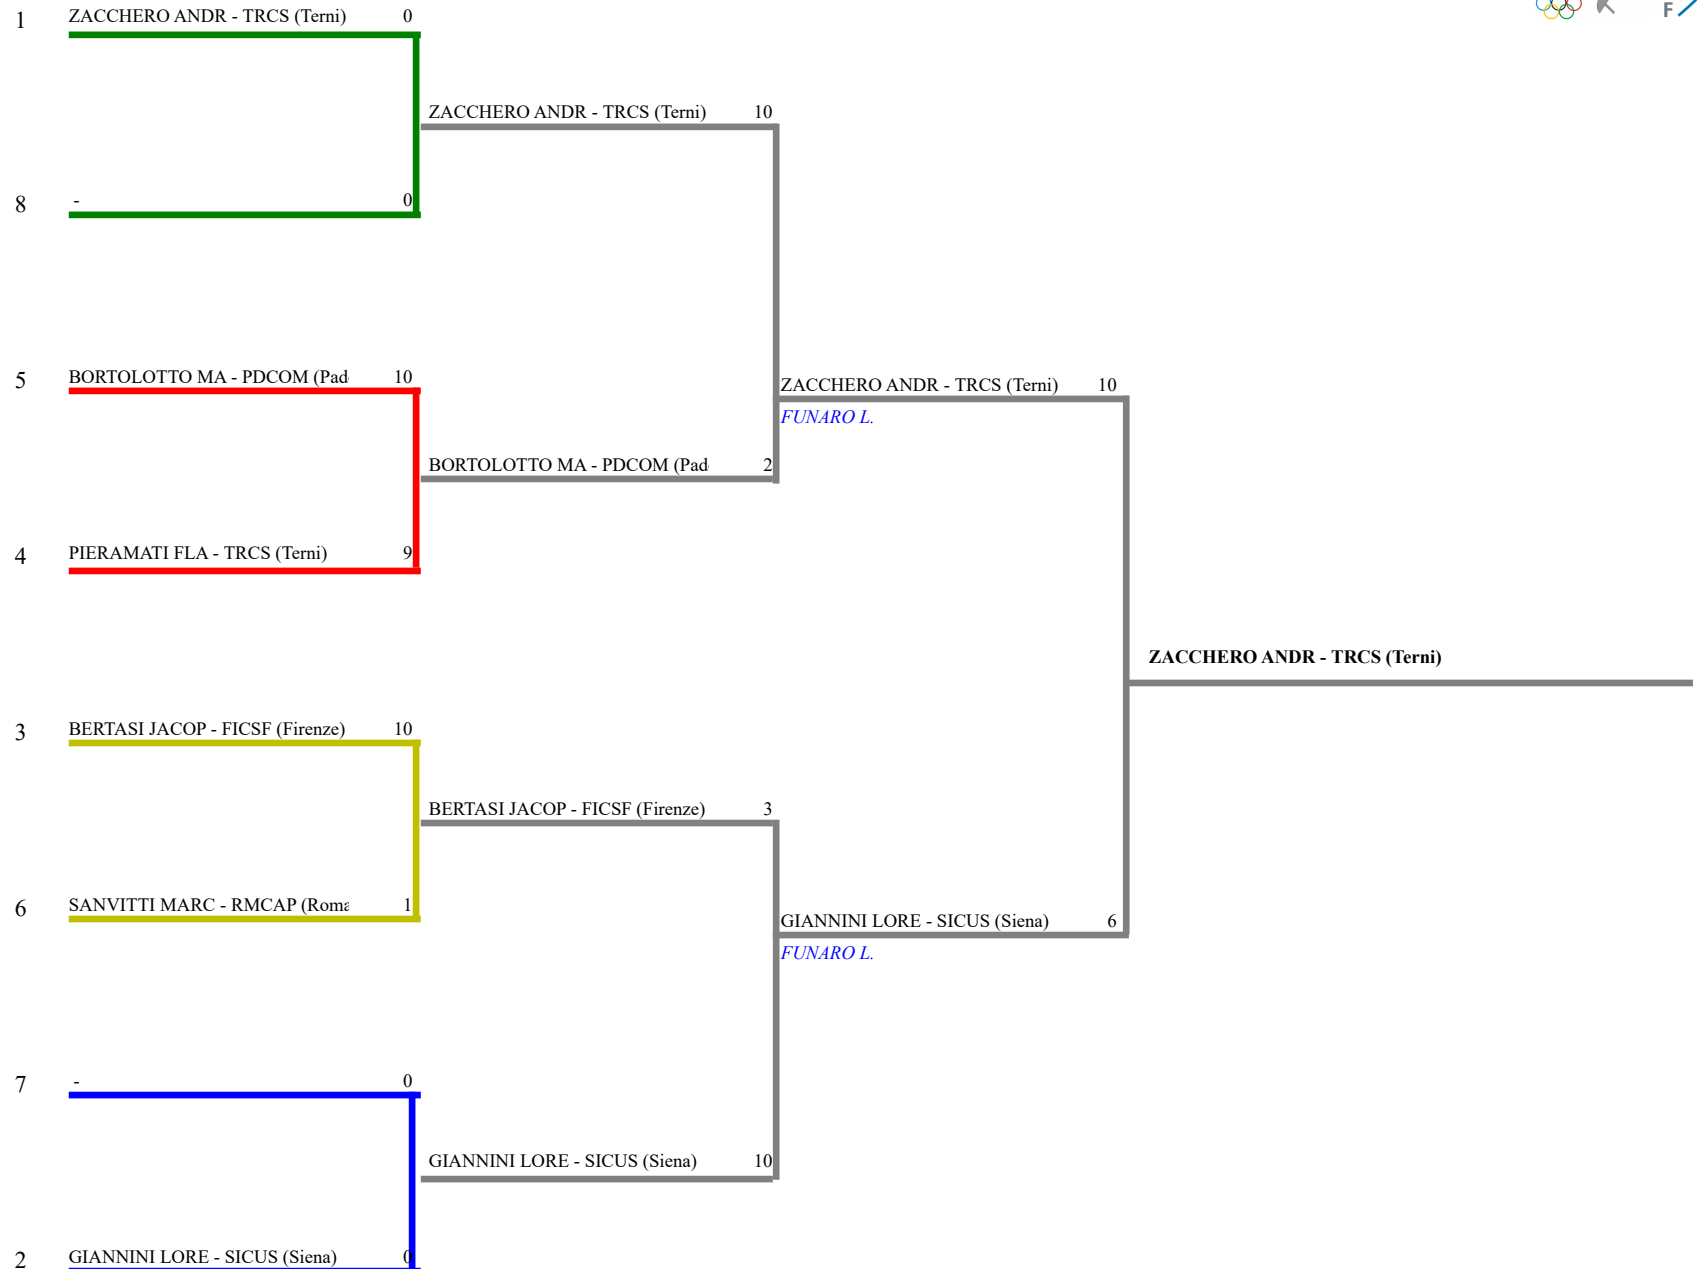 1 ZACCHERO ANDR - TRCS (Terni) 0
F
ZACCHERO ANDR - TRCS (Terni) 10
8 - 0
5 BORTOLOTTO MA - PDCOM (Pad 10
ZACCHERO ANDR - TRCS (Terni) 10
FUNARO L.
BORTOLOTTO MA - PDCOM (Pad 2
4 PIERAMATI FLA - TRCS (Terni) 9
ZACCHERO ANDR - TRCS (Terni)
3 BERTASI JACOP - FICSF (Firenze) 10
BERTASI JACOP - FICSF (Firenze) 3
6 SANVITTI MARC - RMCAP (Roma 1
GIANNINI LORE - SICUS (Siena) 6
FUNARO L.
7 - 0
GIANNINI LORE - SICUS (Siena) 10
2 GIANNINI LORE - SICUS (Siena) 0